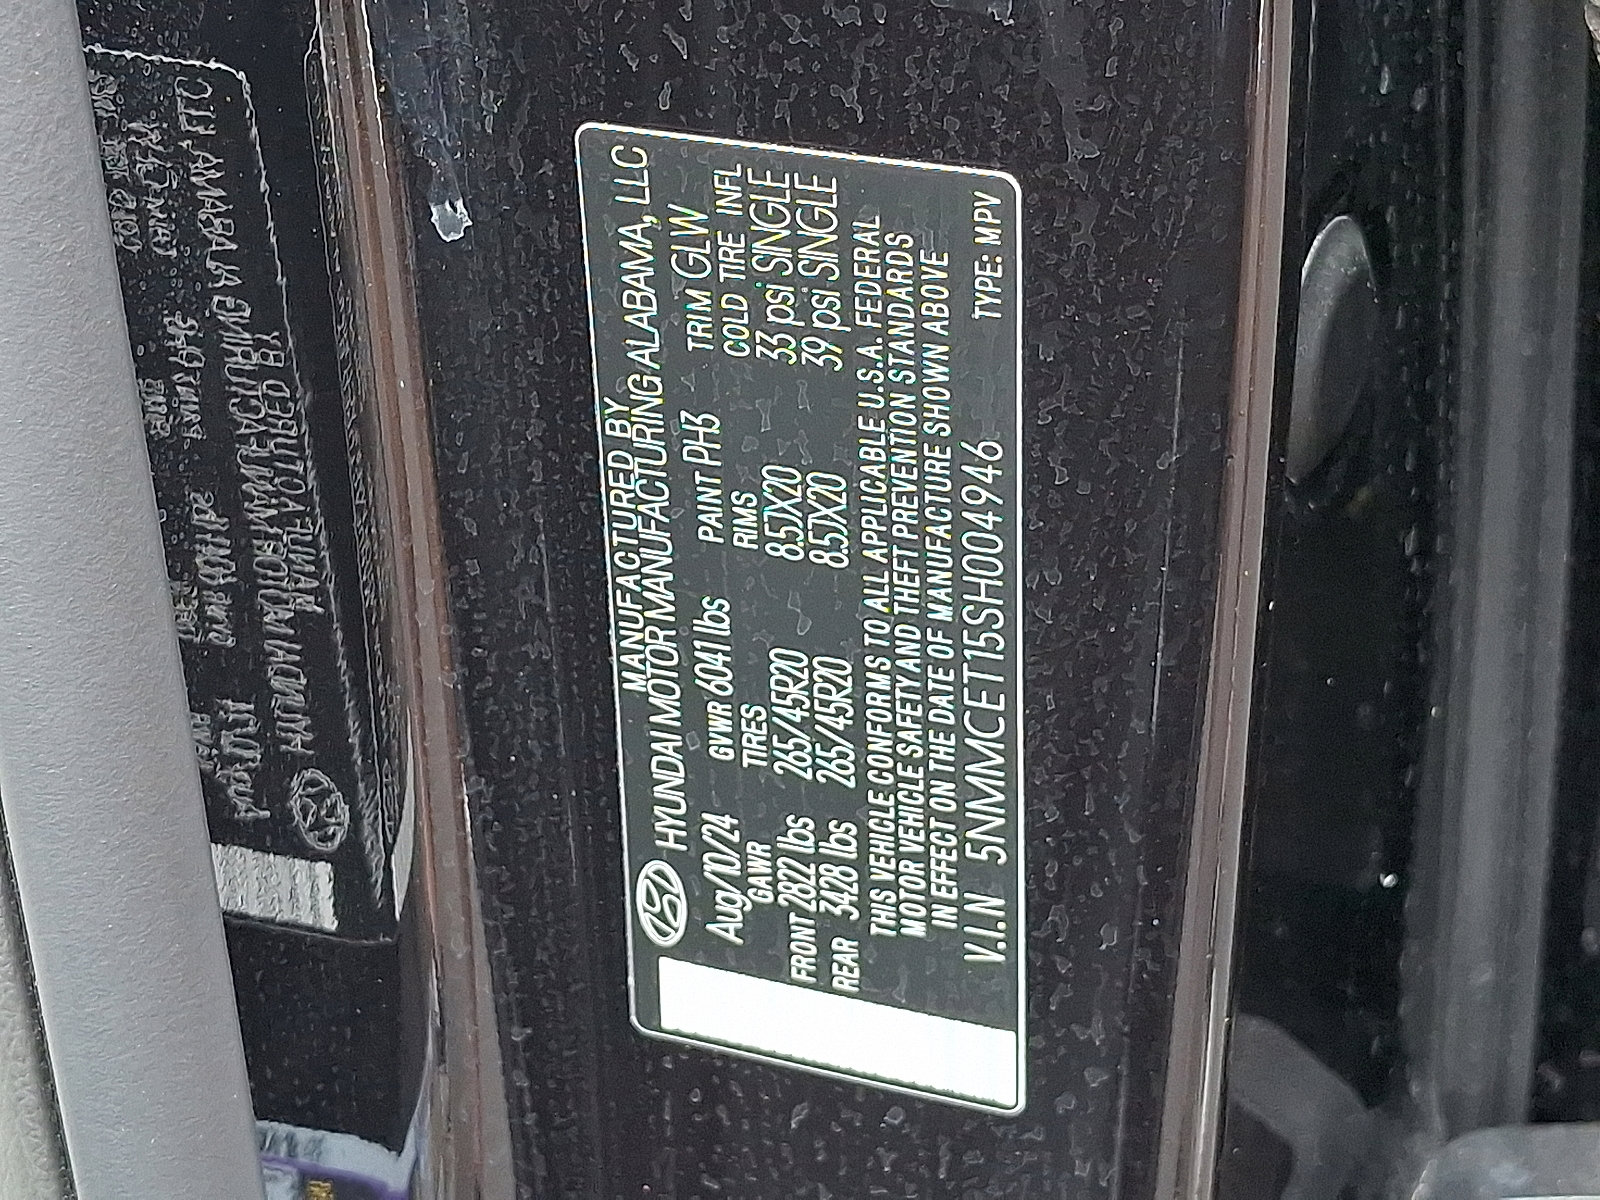 MANUFACTURED BY
HYUNDAI MOTOR MANUFACTURING ALABAMA, LLC
Aug/10/24 GVWR 6041 lbs PAINT PH3 TRIM GLW
GAWR TIRES RIMS COLD TIRE INFL
FRONT 2822 lbs 265/45R20 8.5JX20 33 psi SINGLE
REAR 3428 lbs 265/45R20 8.5JX20 39 psi SINGLE
THIS VEHICLE CONFORMS TO ALL APPLICABLE U.S.A. FEDERAL
MOTOR VEHICLE SAFETY AND THEFT PREVENTION STANDARDS
IN EFFECT ON THE DATE OF MANUFACTURE SHOWN ABOVE
V.I.N 5NMMCET15SH004946 TYPE: MPV